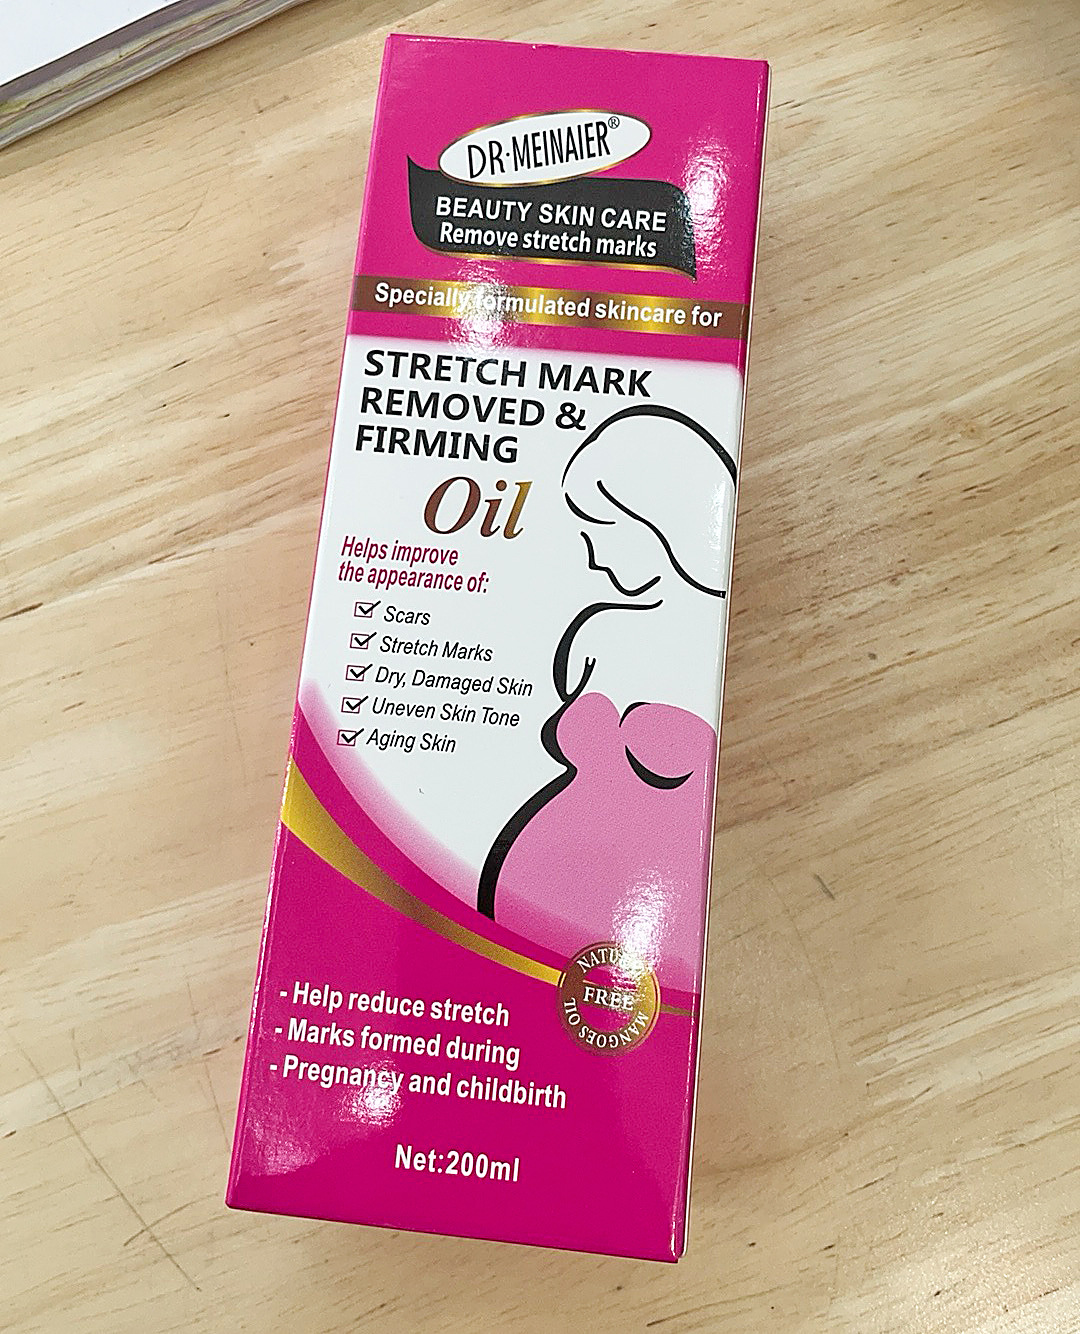 DR·MEINAIER®
BEAUTY SKIN CARE
Remove stretch marks
Specially formulated skincare for
STRETCH MARK
REMOVED &
FIRMING
Oil
Helps improve
the appearance of:
Scars
Stretch Marks
Dry, Damaged Skin
Uneven Skin Tone
Aging Skin
FREE
MANGOES OIL
- Help reduce stretch
- Marks formed during
- Pregnancy and childbirth
Net:200ml